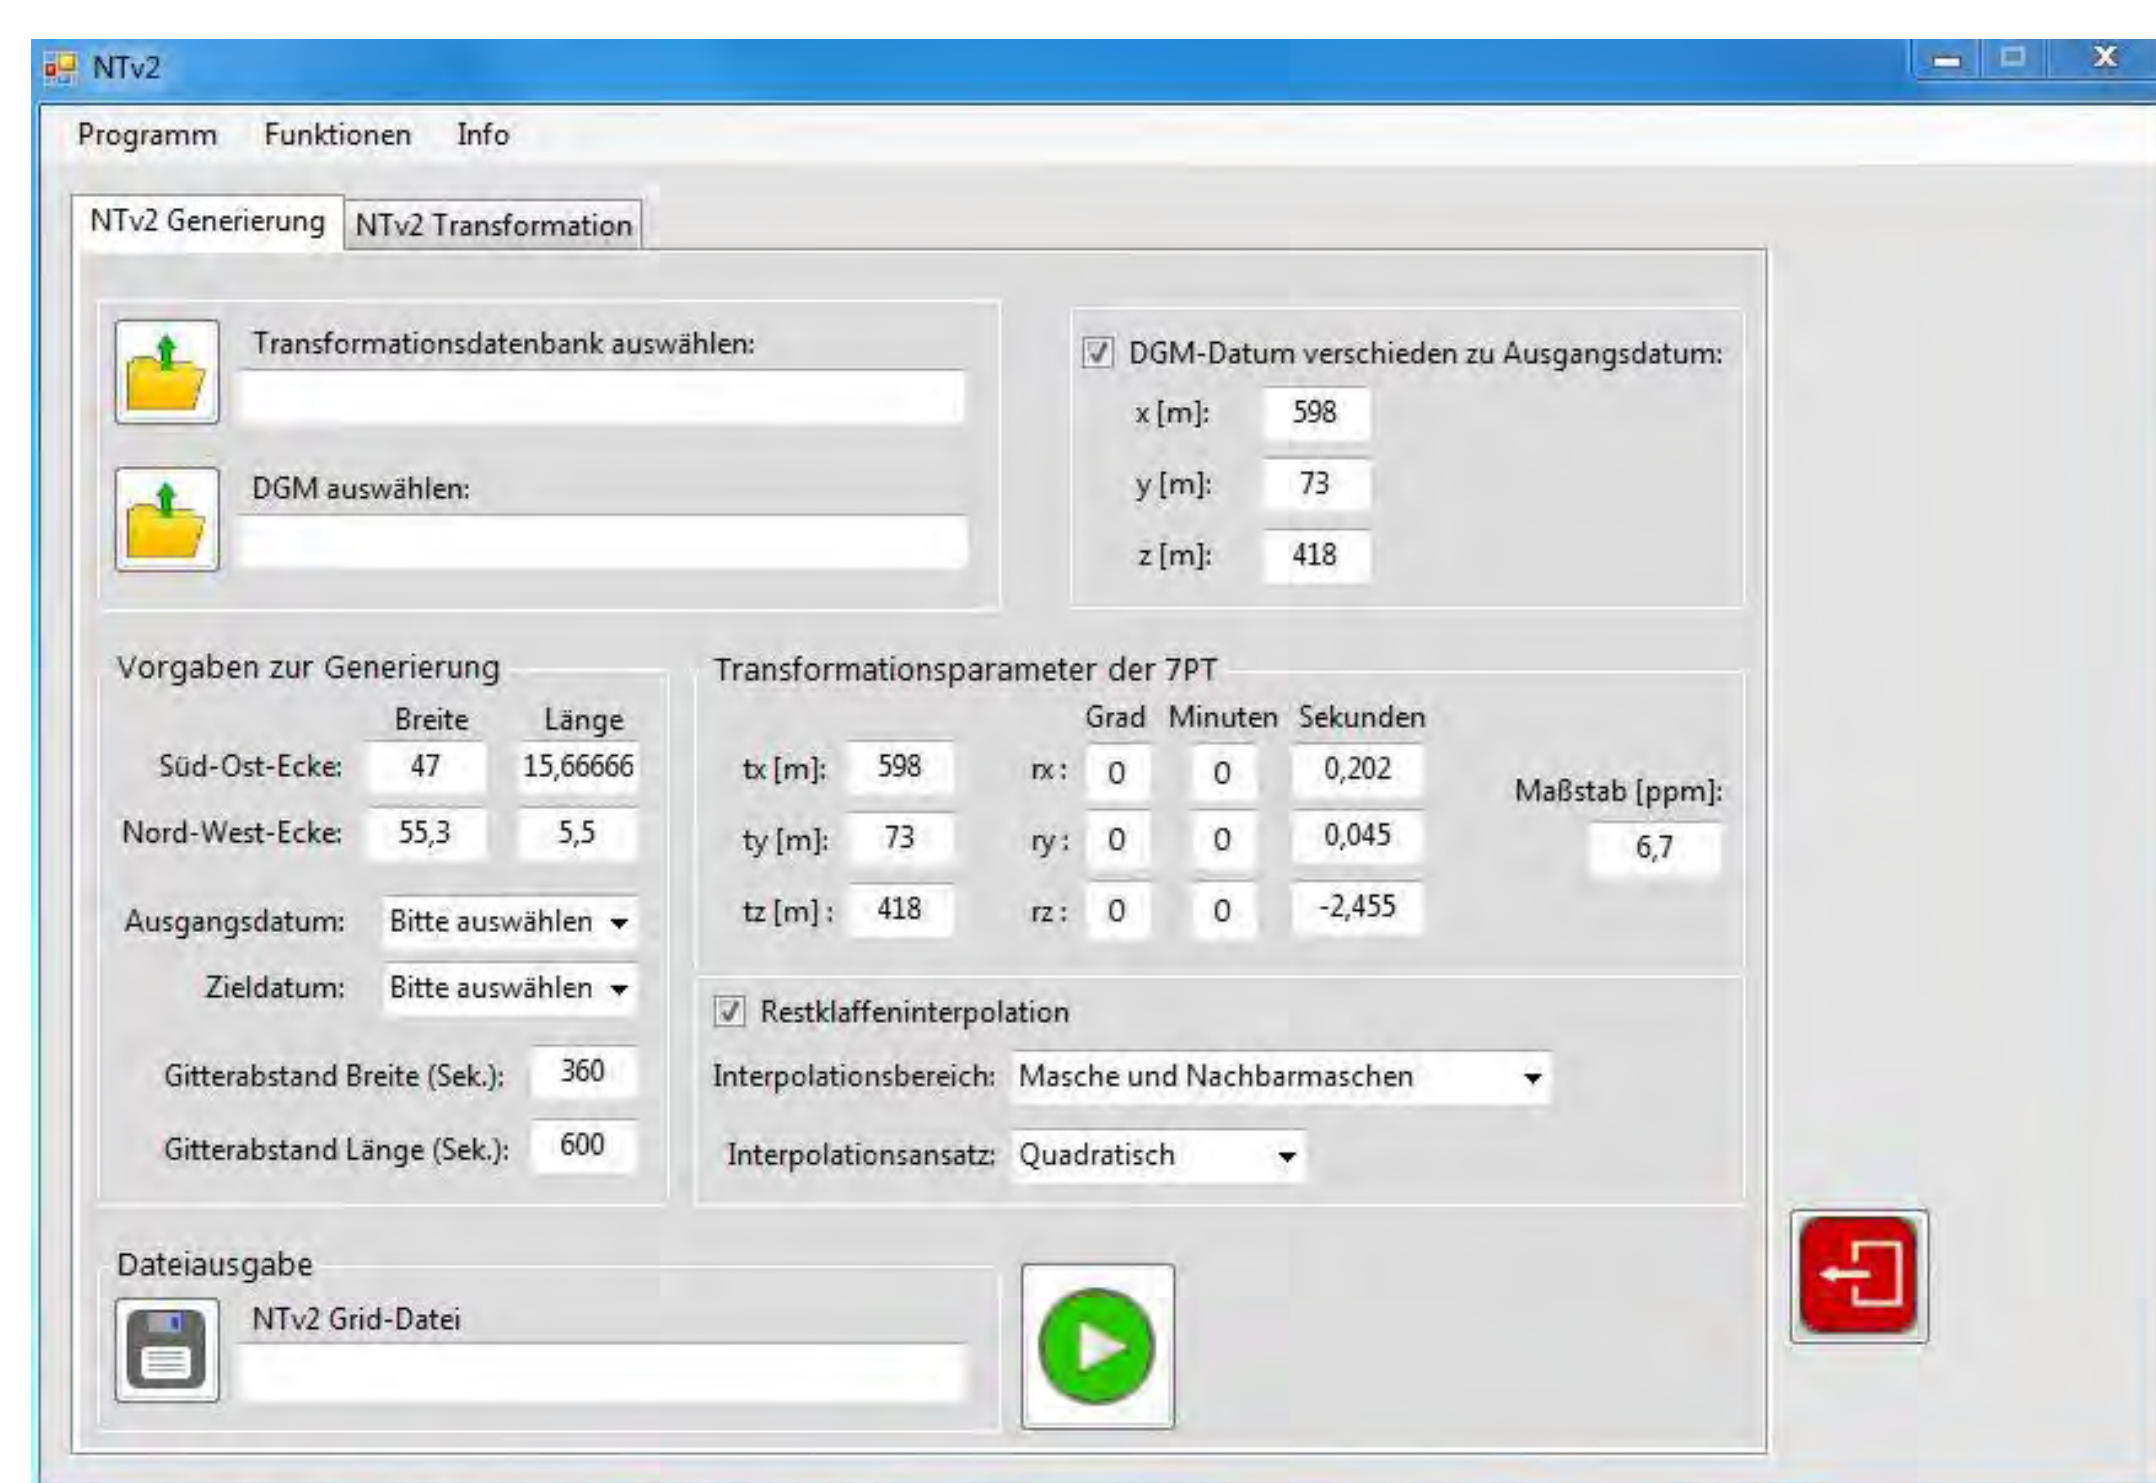 NTv2
Programm Funktionen Info
NTv2 Generierung NTv2 Transformation
Transformationsdatenbank auswählen:
DGM auswählen:
DGM-Datum verschieden zu Ausgangsdatum:
x [m]: 598
y [m]: 73
z [m]: 418
Vorgaben zur Generierung
Breite Länge
Süd-Ost-Ecke: 47 15,66666
Nord-West-Ecke: 55,3 5,5
Ausgangsdatum: Bitte auswählen
Zieldatum: Bitte auswählen
Gitterabstand Breite (Sek.): 360
Gitterabstand Länge (Sek.): 600
Transformationsparameter der 7PT
Grad Minuten Sekunden
tx [m]: 598 rx : 0 0 0,202
ty [m]: 73 ry : 0 0 0,045
tz [m] : 418 rz : 0 0 -2,455
Maßstab [ppm]:
6,7
Restklaffeninterpolation
Interpolationsbereich: Masche und Nachbarmaschen
Interpolationsansatz: Quadratisch
Dateiausgabe
NTv2 Grid-Datei